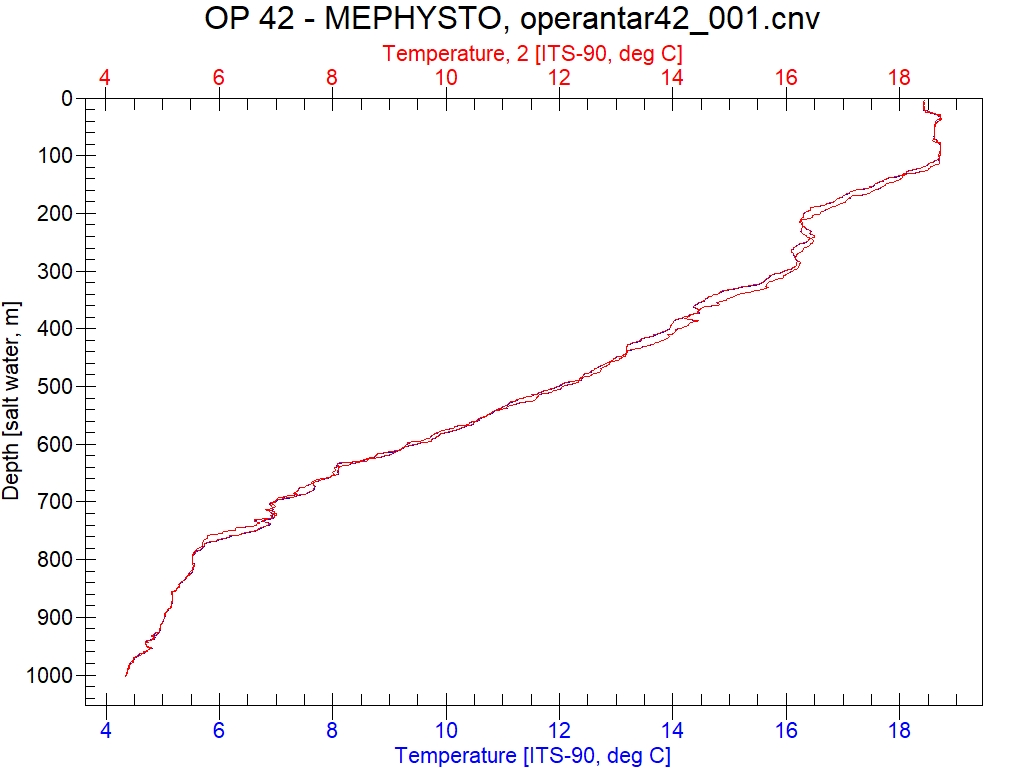 OP 42 - MEPHYSTO, operantar42_001.cnv
Temperature, 2 [ITS-90, deg C]
4 6 8 10 12 14 16 18
0
100
200
300
400
500
600
700
800
900
1000
Depth [salt water, m]
4 6 8 10 12 14 16 18
Temperature [ITS-90, deg C]